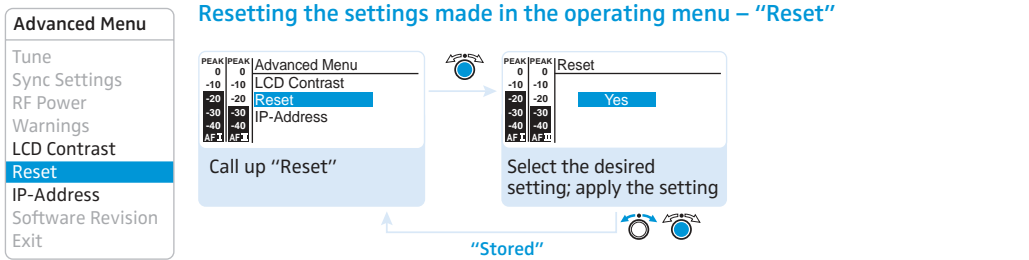 Advanced Menu
Tune
Sync Settings
RF Power
Warnings
LCD Contrast
Reset
IP-Address
Software Revision
Exit
Resetting the settings made in the operating menu – “Reset”
PEAK PEAK Advanced Menu
0 0
-10 -10 LCD Contrast
-20 -20 Reset
-30 -30 IP-Address
-40 -40
AF I AF II
Call up “Reset”
PEAK PEAK Reset
0 0
-10 -10
-20 -20 Yes
-30 -30
-40 -40
AF I AF II
Select the desired
setting; apply the setting
“Stored”